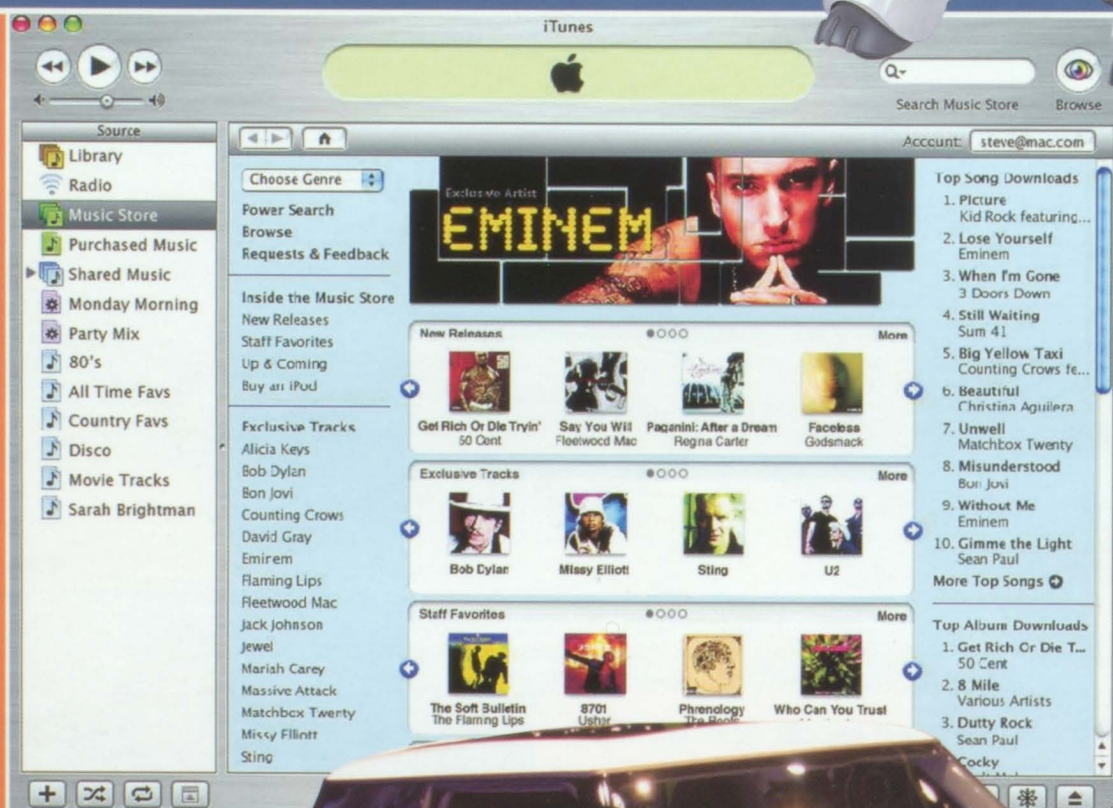 iTunes
Search Music Store
Browse
Source
Library
Radio
Music Store
Purchased Music
Shared Music
Monday Morning
Party Mix
80's
All Time Favs
Country Favs
Disco
Movie Tracks
Sarah Brightman
Account: steve@mac.com
Choose Genre
Power Search
Browse
Requests & Feedback
Inside the Music Store
New Releases
Staff Favorites
Up & Coming
Buy an iPod
Exclusive Tracks
Alicia Keys
Bob Dylan
Bon Jovi
Counting Crows
David Gray
Eminem
Flaming Lips
Fleetwood Mac
Jack Johnson
Jewel
Mariah Carey
Massive Attack
Matchbox Twenty
Missy Elliott
Sting
Exclusive Artist
EMINEM
New Releases
More
Get Rich Or Die Tryin'
50 Cent
Say You Will
Fleetwood Mac
Paganini: After a Dream
Regina Carter
Faceless
Godsmack
Exclusive Tracks
More
Bob Dylan
Missy Elliott
Sting
U2
Staff Favorites
More
The Soft Bulletin
The Flaming Lips
8701
Usher
Phrenology
The Roots
Who Can You Trust
Top Song Downloads
1. Picture
Kid Rock featuring...
2. Lose Yourself
Eminem
3. When I'm Gone
3 Doors Down
4. Still Waiting
Sum 41
5. Big Yellow Taxi
Counting Crows fe...
6. Beautiful
Christina Aguilera
7. Unwell
Matchbox Twenty
8. Misunderstood
Bon Jovi
9. Without Me
Eminem
10. Gimme the Light
Sean Paul
More Top Songs
Top Album Downloads
1. Get Rich Or Die T...
50 Cent
2. 8 Mile
Various Artists
3. Dutty Rock
Sean Paul
Cocky